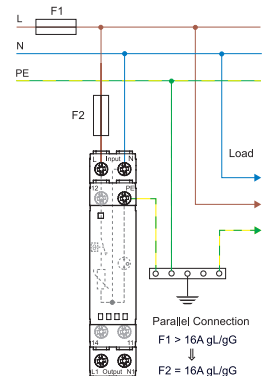 F1
L
N
PE
F2
L Input N
Load
12 PE
Parallel Connection
F1 > 16A gL/gG
⇓
F2 = 16A gL/gG
14 11
L1 Output N1